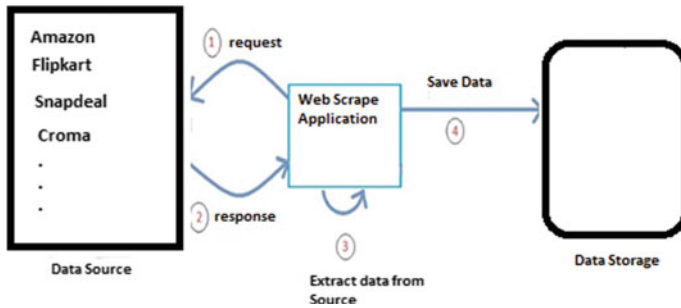 Amazon
Flipkart
Snapdeal
Croma
.
.
.
Data Source
1 request
2 response
Web Scrape
Application
3
Extract data from
Source
Save Data
4
Data Storage